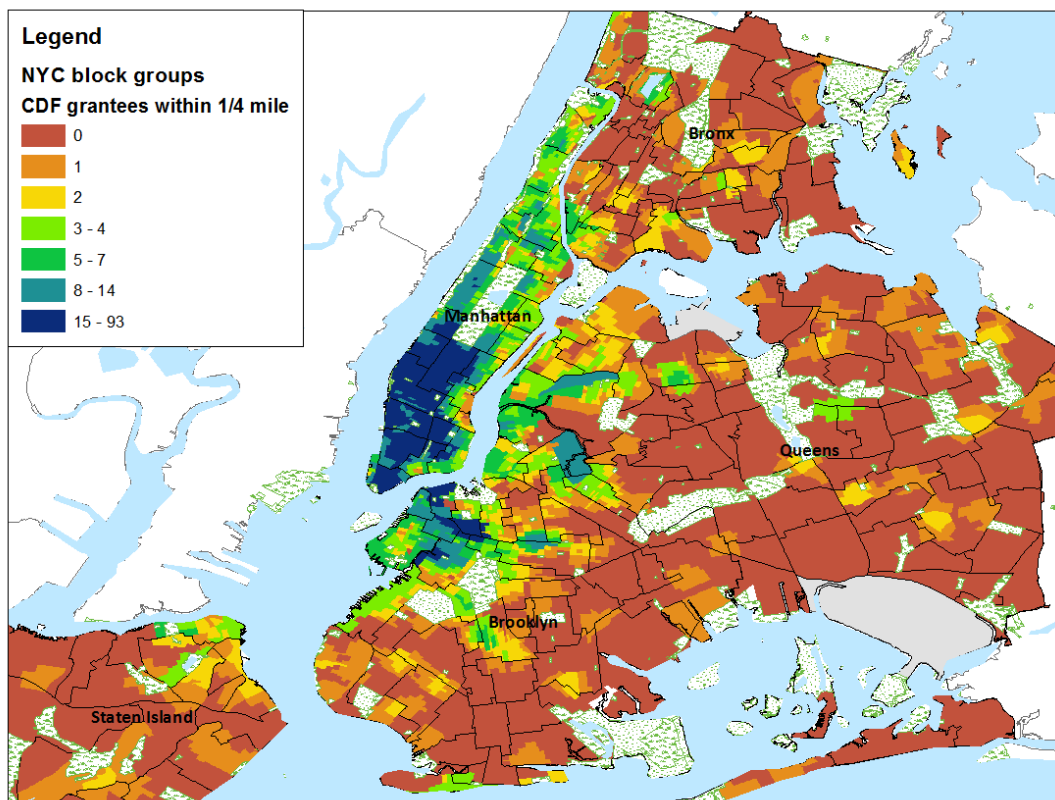 Legend
NYC block groups
CDF grantees within 1/4 mile
0
1
2
3 - 4
5 - 7
8 - 14
15 - 93
Bronx
Manhattan
Queens
Brooklyn
Staten Island